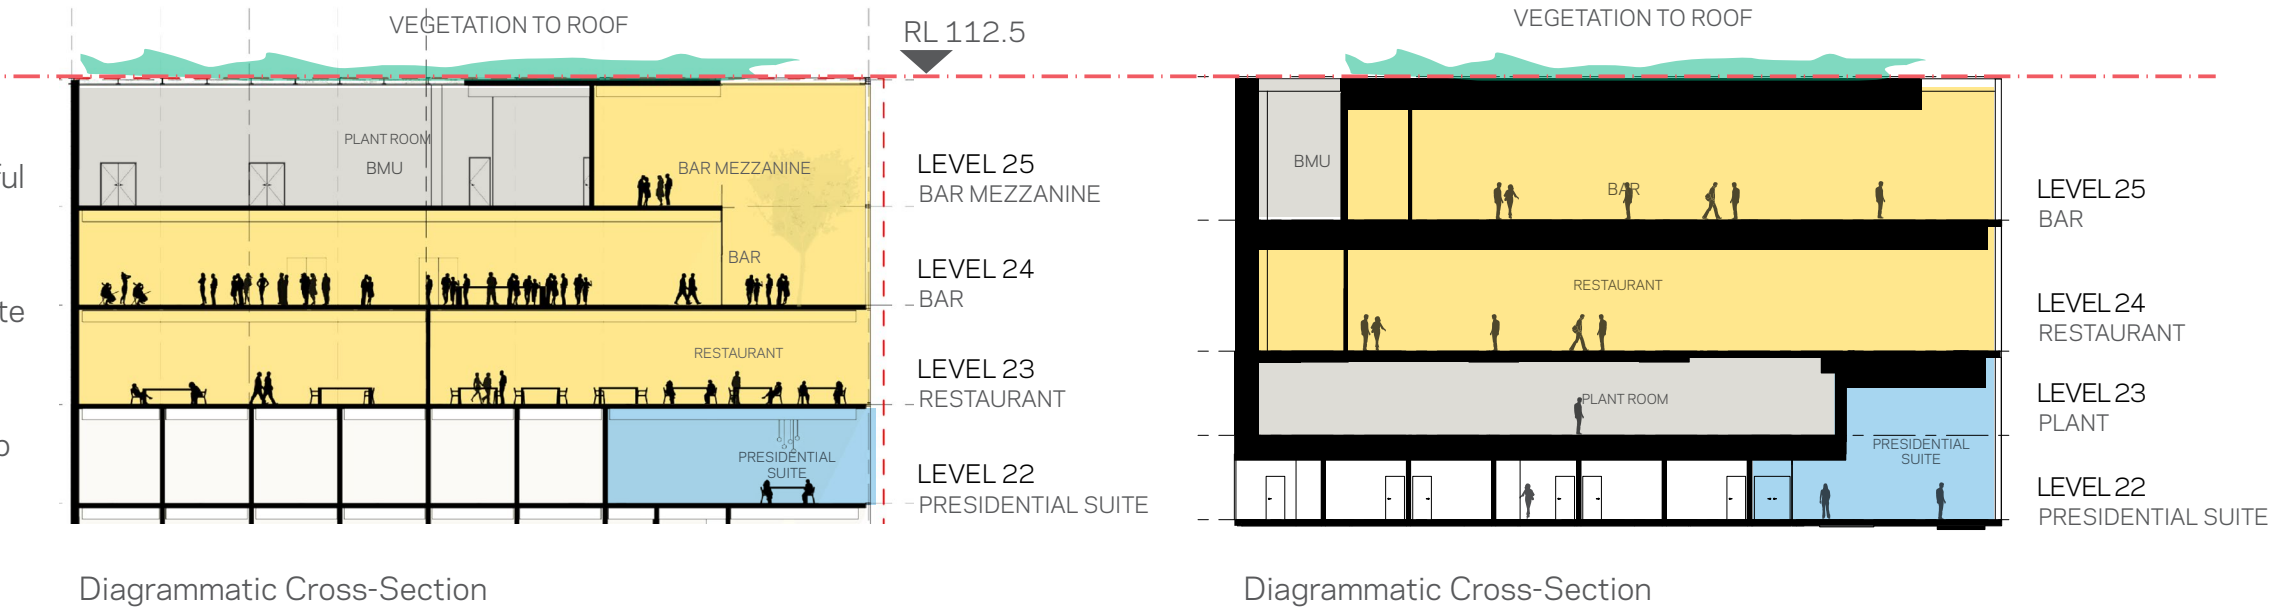 VEGETATION TO ROOF
RL 112.5
PLANT ROOM
BMU
BAR MEZZANINE
BAR
RESTAURANT
PRESIDENTIAL
SUITE
LEVEL 25
BAR MEZZANINE
LEVEL 24
BAR
LEVEL 23
RESTAURANT
LEVEL 22
PRESIDENTIAL SUITE
Diagrammatic Cross-Section
VEGETATION TO ROOF
BMU
BAR
RESTAURANT
PLANT ROOM
PRESIDENTIAL
SUITE
LEVEL 25
BAR
LEVEL 24
RESTAURANT
LEVEL 23
PLANT
LEVEL 22
PRESIDENTIAL SUITE
Diagrammatic Cross-Section